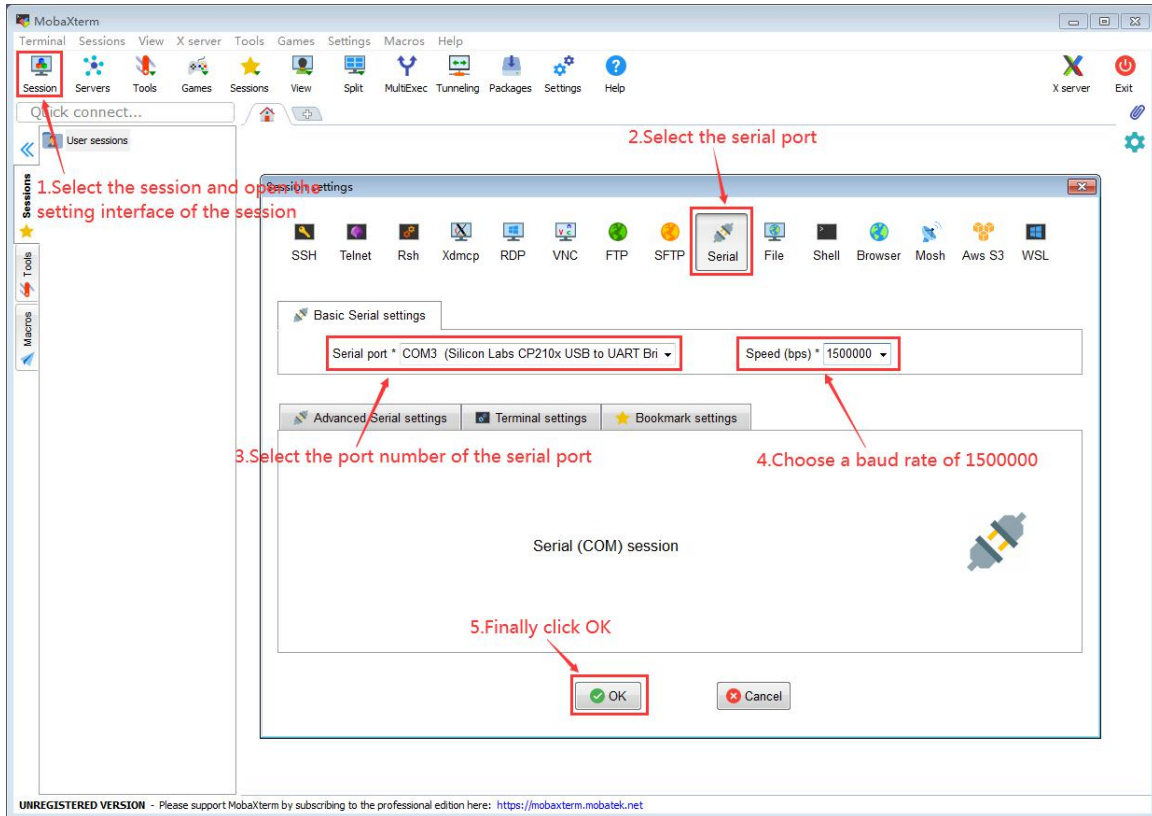 MobaXterm
Terminal Sessions View X server Tools Games Settings Macros Help
Session Servers Tools Games Sessions View Split MultiExec Tunneling Packages Settings Help X server Exit
Quick connect...
User sessions
2.Select the serial port
1.Select the session and open the
setting interface of the session
Sessions
Tools
Macros
Session settings
SSH Telnet Rsh Xdmcp RDP VNC FTP SFTP Serial File Shell Browser Mosh Aws S3 WSL
Basic Serial settings
Serial port * COM3 (Silicon Labs CP210x USB to UART Bri Speed (bps) * 1500000
Advanced Serial settings Terminal settings Bookmark settings
3.Select the port number of the serial port
4.Choose a baud rate of 1500000
Serial (COM) session
5.Finally click OK
OK Cancel
UNREGISTERED VERSION - Please support MobaXterm by subscribing to the professional edition here: https://mobaxterm.mobatek.net